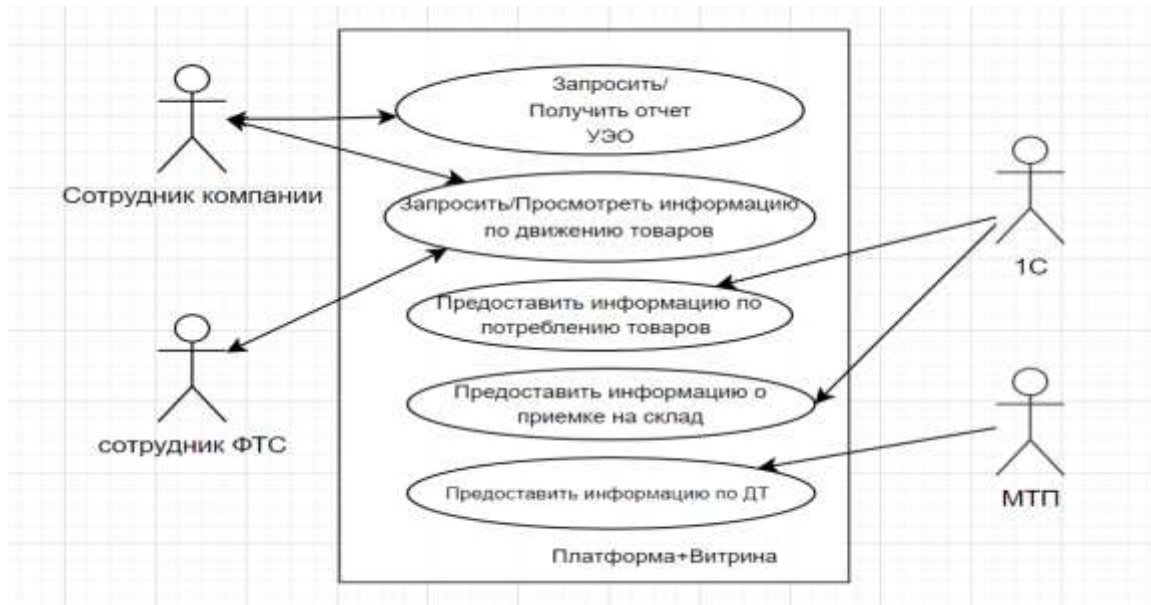 Запросить/
Получить отчет
УЭО
Сотрудник компании
Запросить/Просмотреть информацию
по движению товаров
1С
Предоставить информацию по
потреблению товаров
Предоставить информацию о
приемке на склад
сотрудник ФТС
Предоставить информацию по ДТ
МТП
Платформа+Витрина